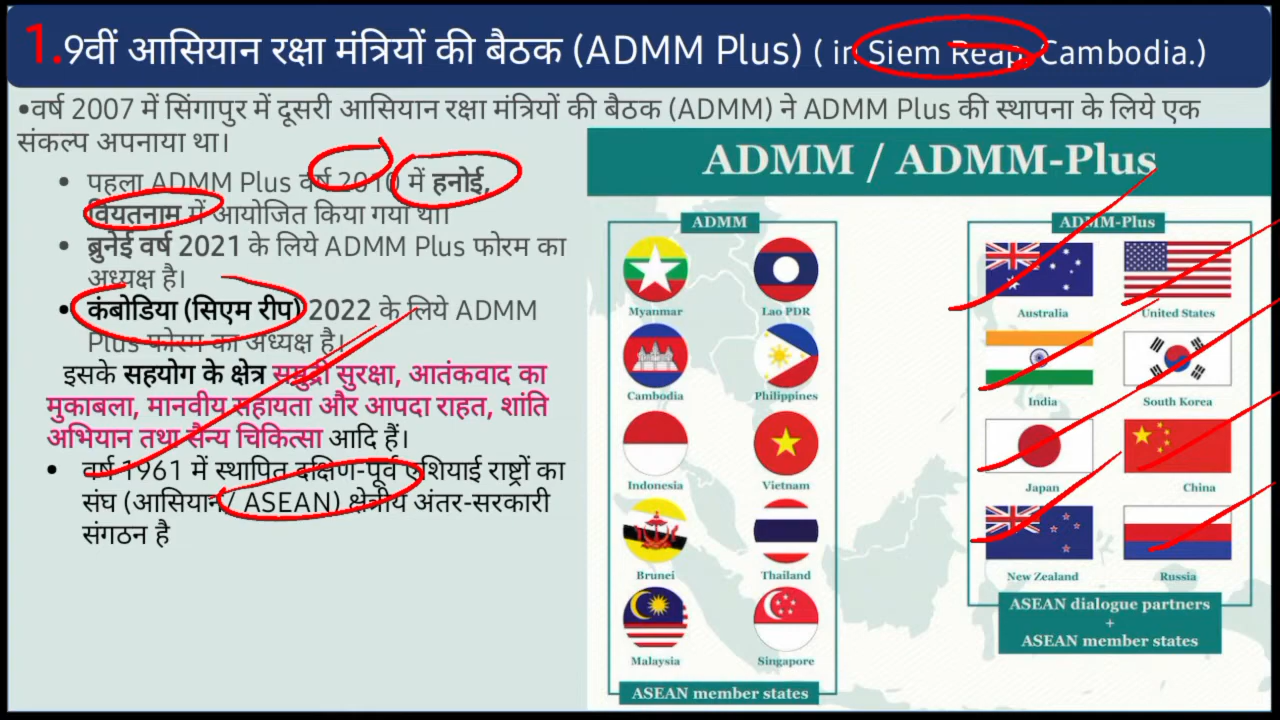 1.9वीं आसियान रक्षा मंत्रियों की बैठक (ADMM Plus) ( in Siem Reap, Cambodia.)
•वर्ष 2007 में सिंगापुर में दूसरी आसियान रक्षा मंत्रियों की बैठक (ADMM) ने ADMM Plus की स्थापना के लिये एक
संकल्प अपनाया था।
• पहला ADMM Plus वर्ष 2010 में हनोई,
वियतनाम में आयोजित किया गया था।
• ब्रुनेई वर्ष 2021 के लिये ADMM Plus फोरम का
अध्यक्ष है।
• कंबोडिया (सिएम रीप) 2022 के लिये ADMM
Plus फोरम का अध्यक्ष है।
इसके सहयोग के क्षेत्र समुद्री सुरक्षा, आतंकवाद का
मुकाबला, मानवीय सहायता और आपदा राहत, शांति
अभियान तथा सैन्य चिकित्सा आदि हैं।
• वर्ष 1961 में स्थापित दक्षिण-पूर्व एशियाई राष्ट्रों का
संघ (आसियान/ ASEAN) क्षेत्रीय अंतर-सरकारी
संगठन है
ADMM / ADMM-Plus
ADMM
Myanmar Lao PDR
Cambodia Philippines
Indonesia Vietnam
Brunei Thailand
Malaysia Singapore
ASEAN member states
ADMM-Plus
Australia United States
India South Korea
Japan China
New Zealand Russia
ASEAN dialogue partners
+
ASEAN member states